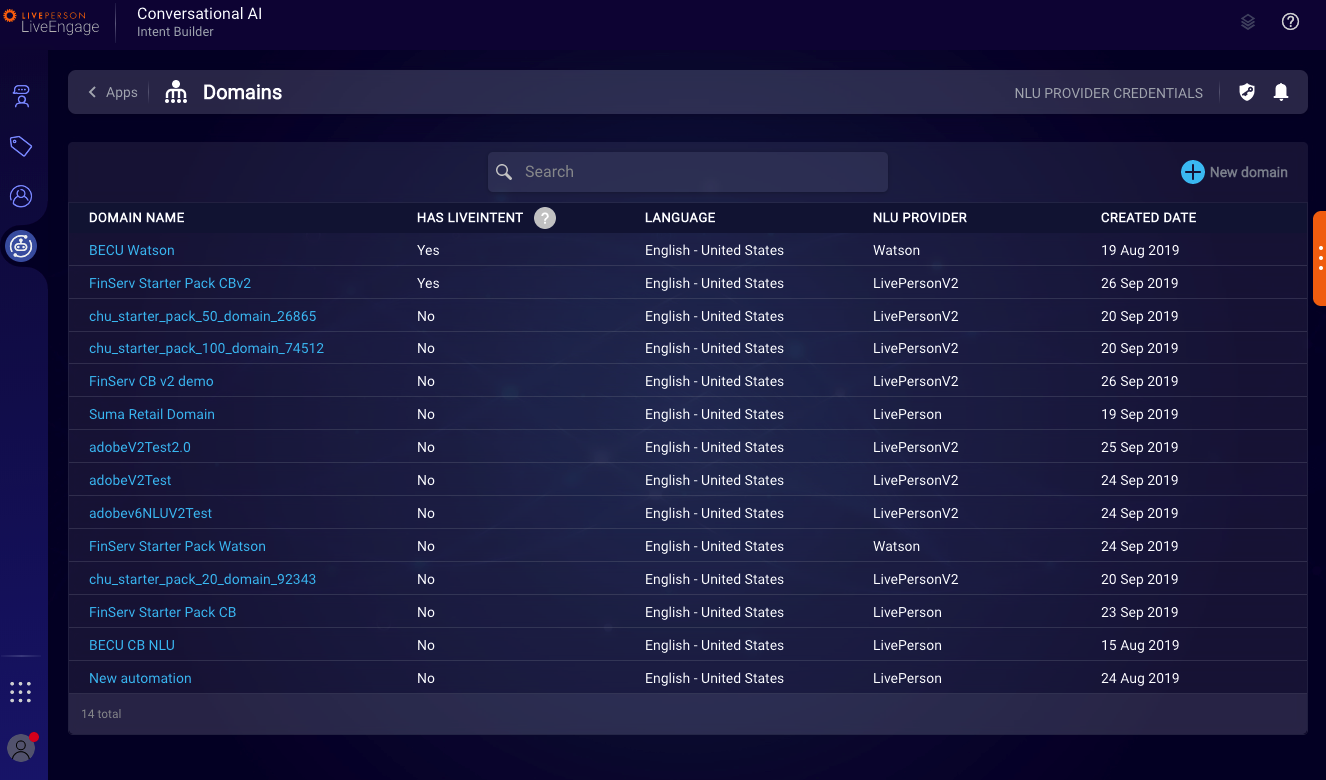 LIVEPERSON
LiveEngage
Conversational AI
Intent Builder
?
Apps Domains NLU PROVIDER CREDENTIALS
Search New domain
DOMAIN NAME HAS LIVEINTENT ? LANGUAGE NLU PROVIDER CREATED DATE
BECU Watson Yes English - United States Watson 19 Aug 2019
FinServ Starter Pack CBv2 Yes English - United States LivePersonV2 26 Sep 2019
chu_starter_pack_50_domain_26865 No English - United States LivePersonV2 20 Sep 2019
chu_starter_pack_100_domain_74512 No English - United States LivePersonV2 20 Sep 2019
FinServ CB v2 demo No English - United States LivePersonV2 26 Sep 2019
Suma Retail Domain No English - United States LivePerson 19 Sep 2019
adobeV2Test2.0 No English - United States LivePersonV2 25 Sep 2019
adobeV2Test No English - United States LivePersonV2 24 Sep 2019
adobev6NLUV2Test No English - United States LivePersonV2 24 Sep 2019
FinServ Starter Pack Watson No English - United States Watson 24 Sep 2019
chu_starter_pack_20_domain_92343 No English - United States LivePersonV2 20 Sep 2019
FinServ Starter Pack CB No English - United States LivePerson 23 Sep 2019
BECU CB NLU No English - United States LivePerson 15 Aug 2019
New automation No English - United States LivePerson 24 Aug 2019
14 total